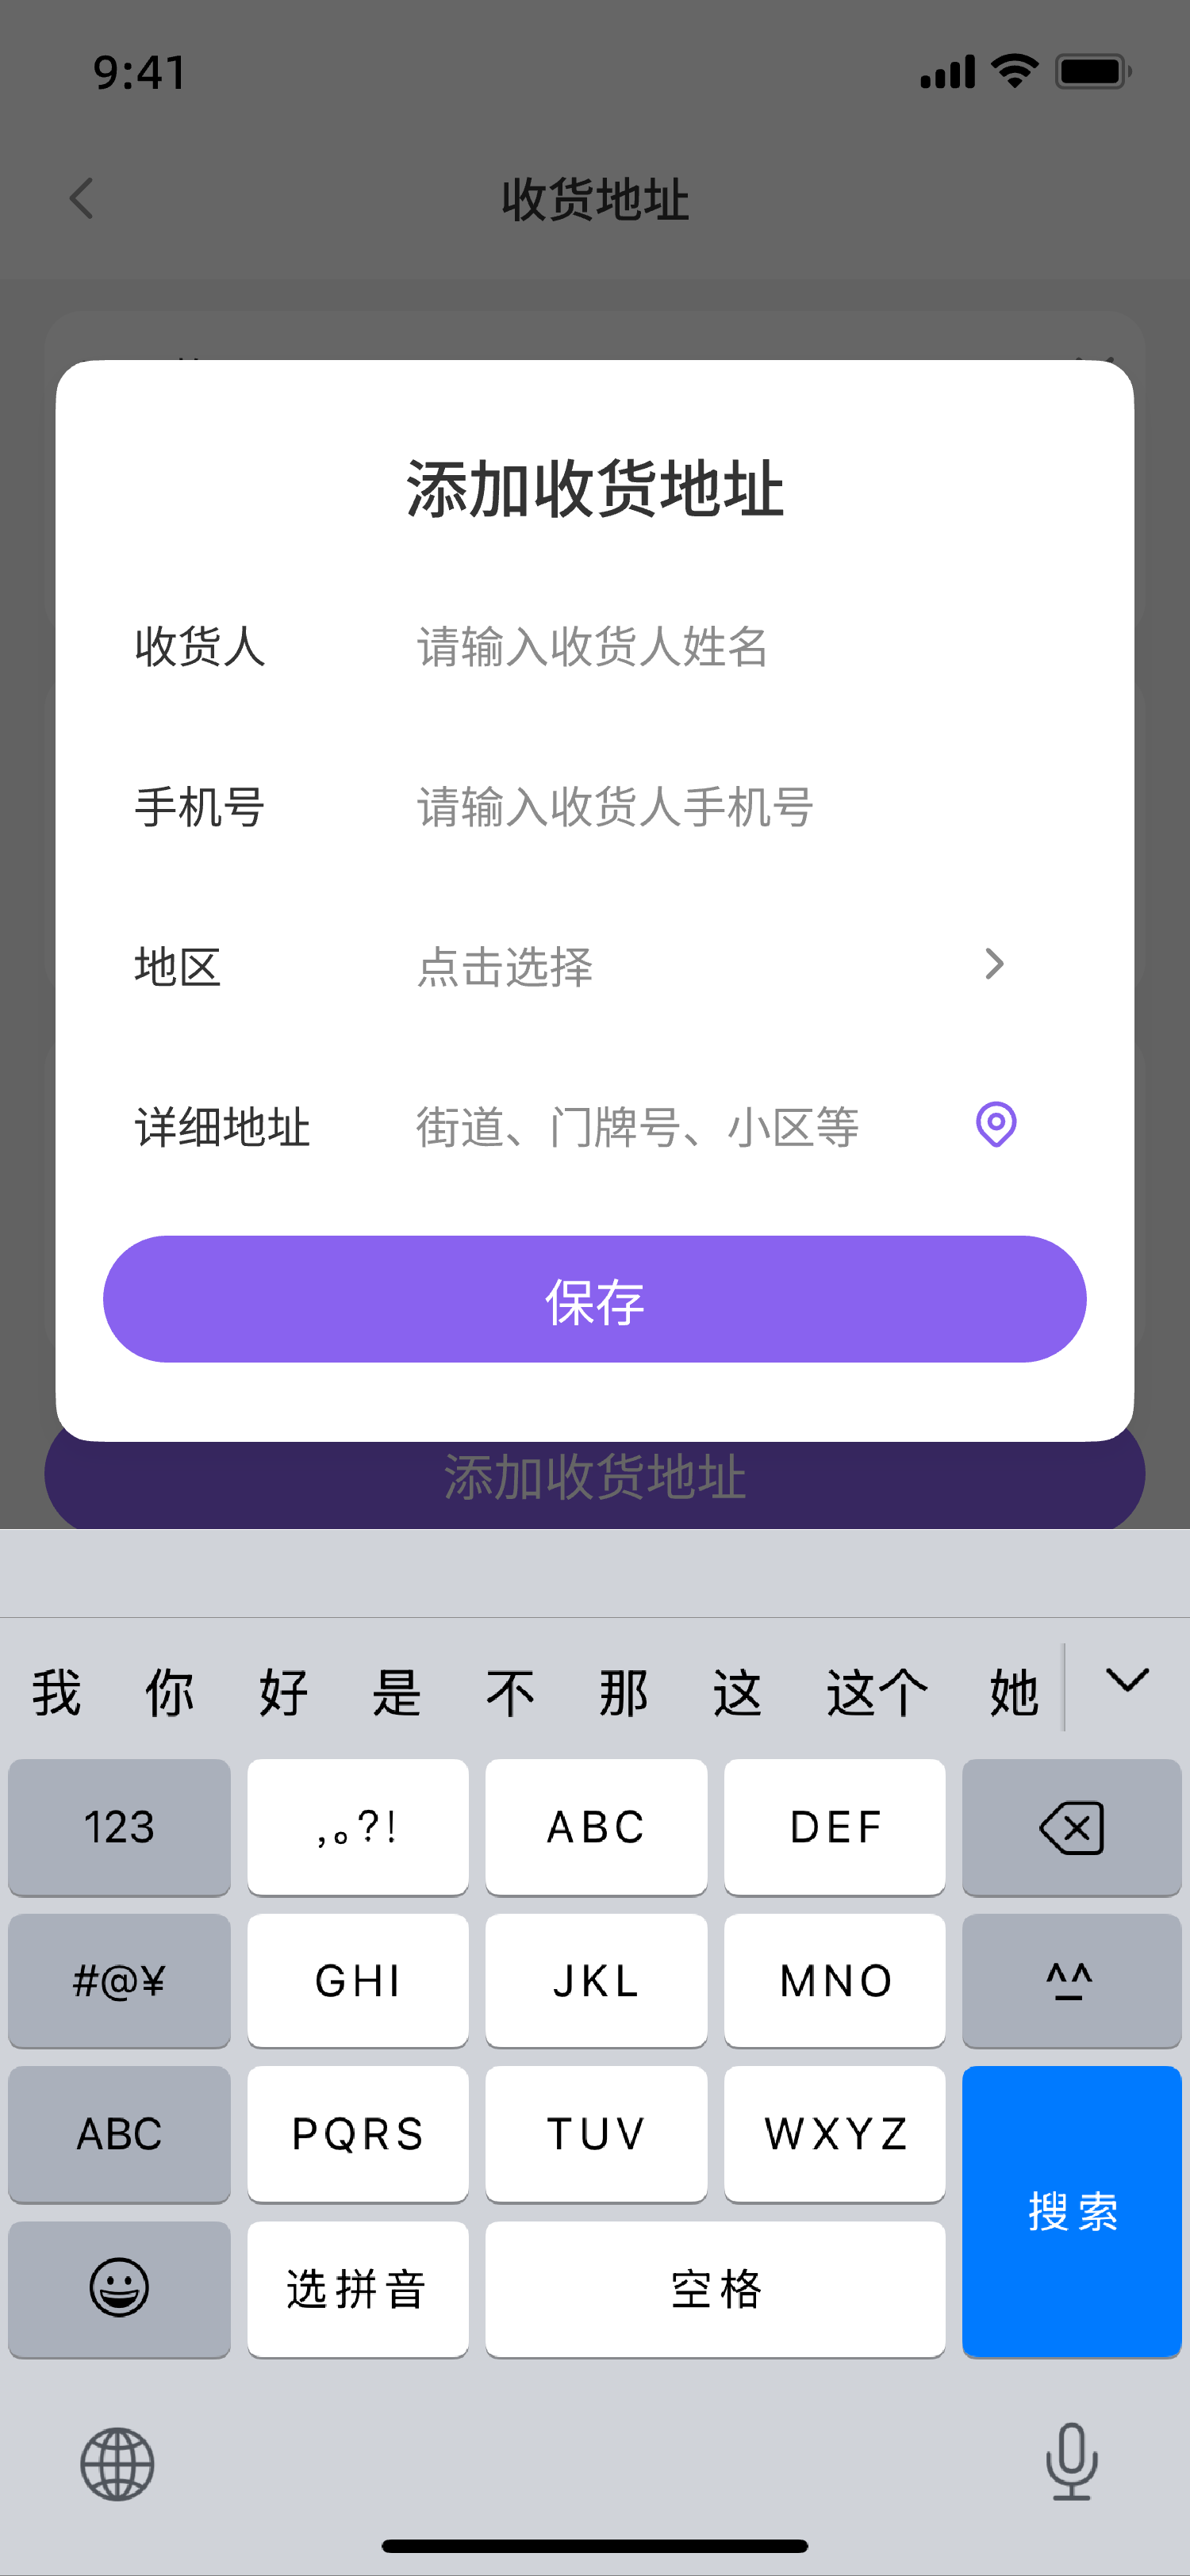 9:41
收货地址
添加收货地址
收货人 请输入收货人姓名
手机号 请输入收货人手机号
地区 点击选择
详细地址 街道、门牌号、小区等
保存
添加收货地址
我 你 好 是 不 那 这 这个 她
123 ,。?! ABC DEF
#@¥ GHI JKL MNO ^^
ABC PQRS TUV WXYZ
搜索
选拼音 空格